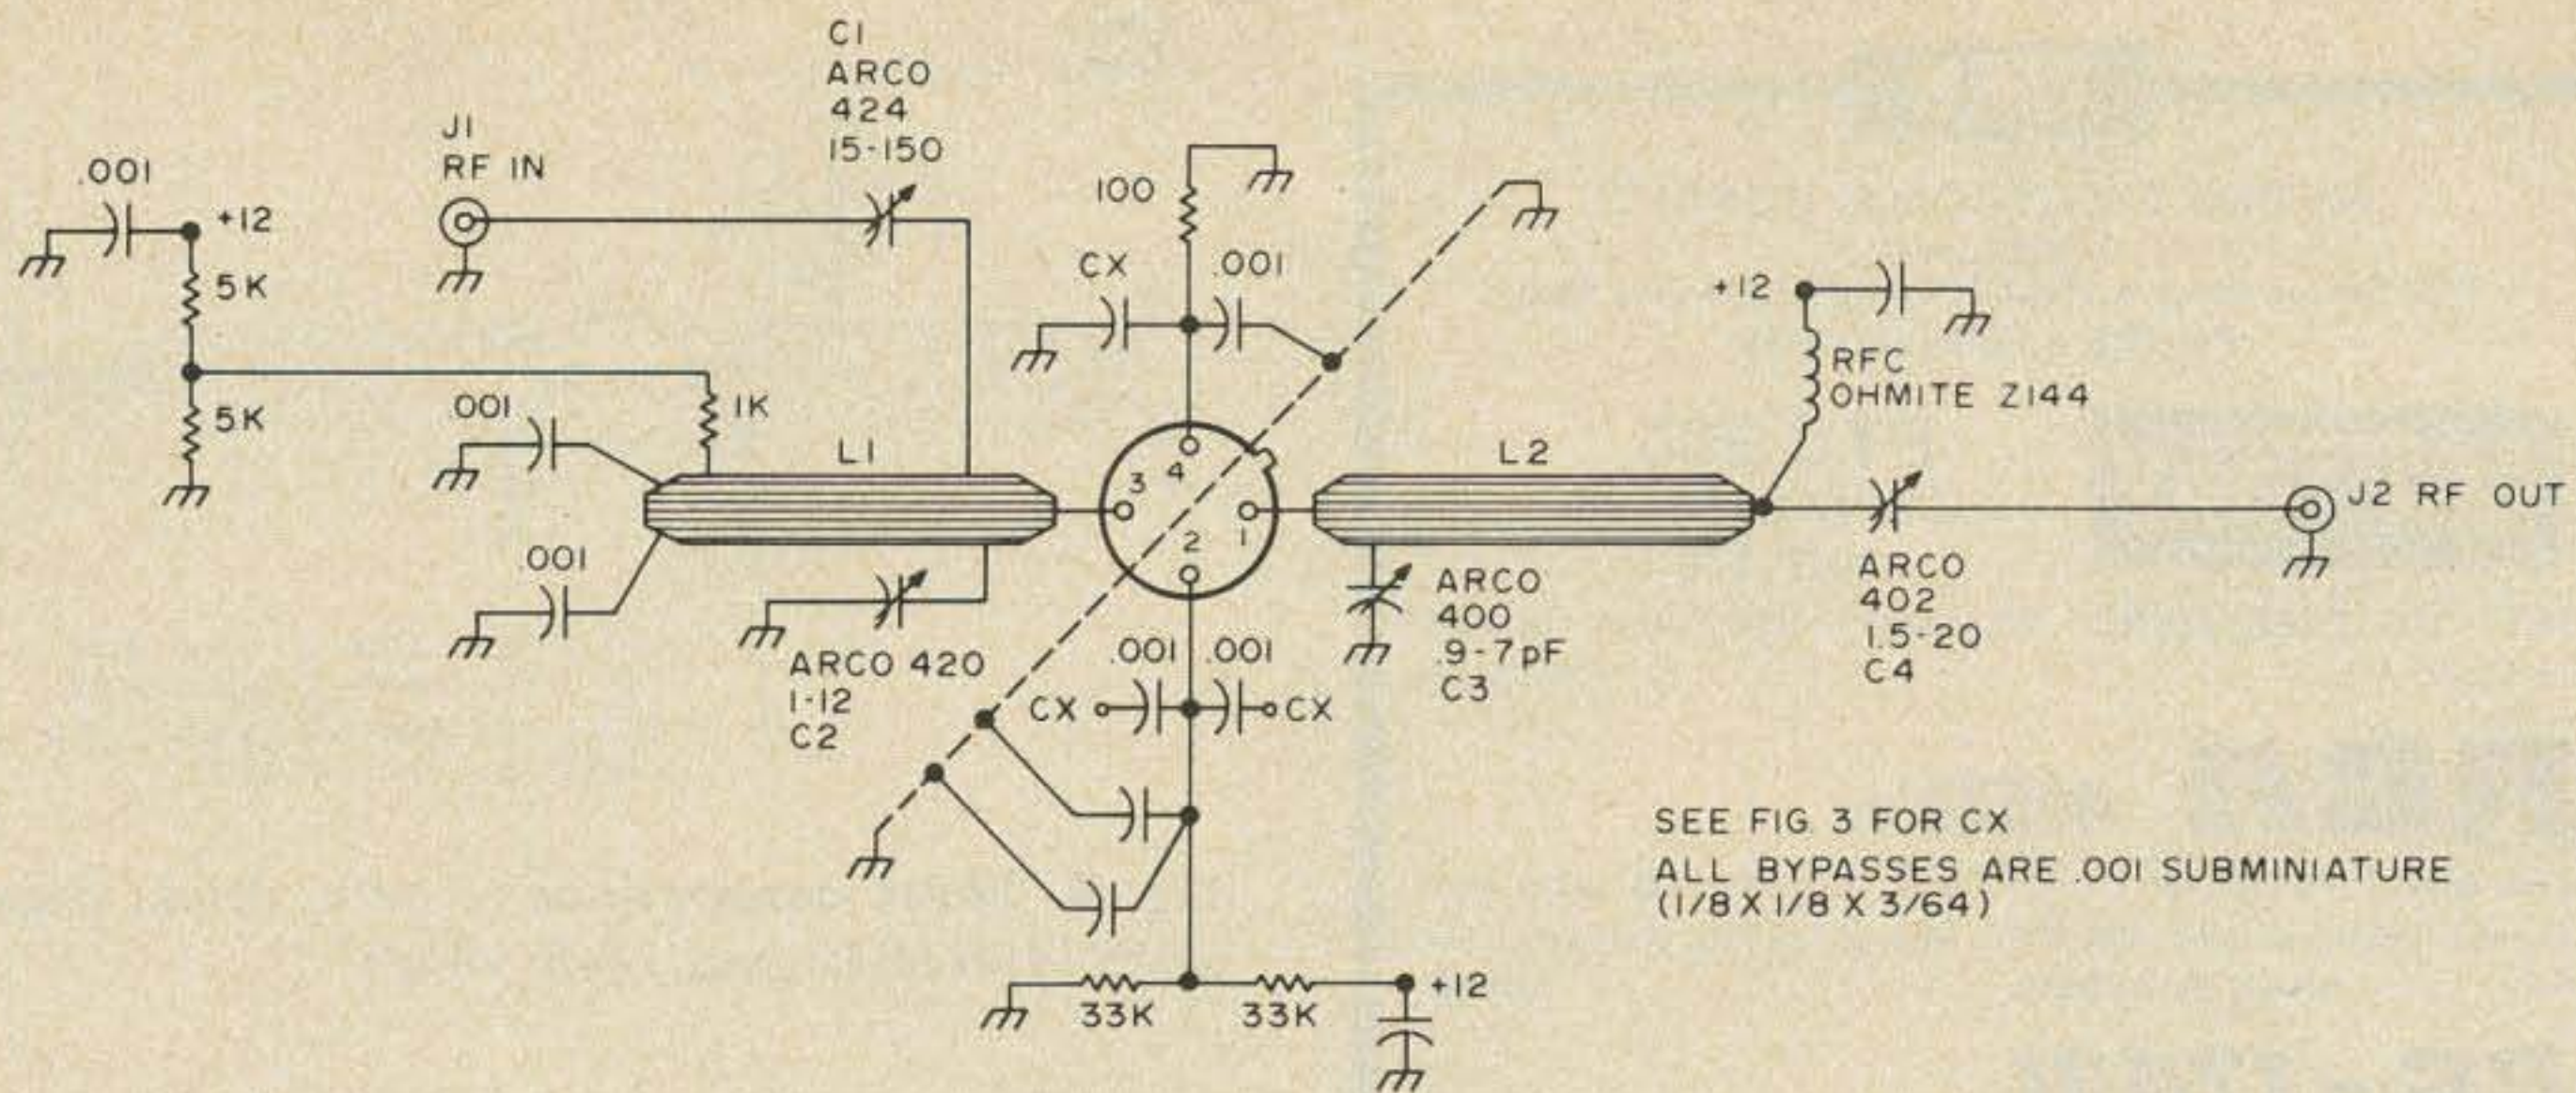 C1
ARCO
424
15-150
J1
RF IN
.001
+12
5K
5K
.001
1K
L1
.001
ARCO 420
1-12
C2
100
CX
.001
3
4
2
1
.001
.001
CX
CX
33K
33K
+12
L2
+12
RFC
OHMITE Z144
ARCO
400
.9-7pF
C3
ARCO
402
1.5-20
C4
J2 RF OUT
SEE FIG. 3 FOR CX
ALL BYPASSES ARE .001 SUBMINIATURE
(1/8 X 1/8 X 3/64)